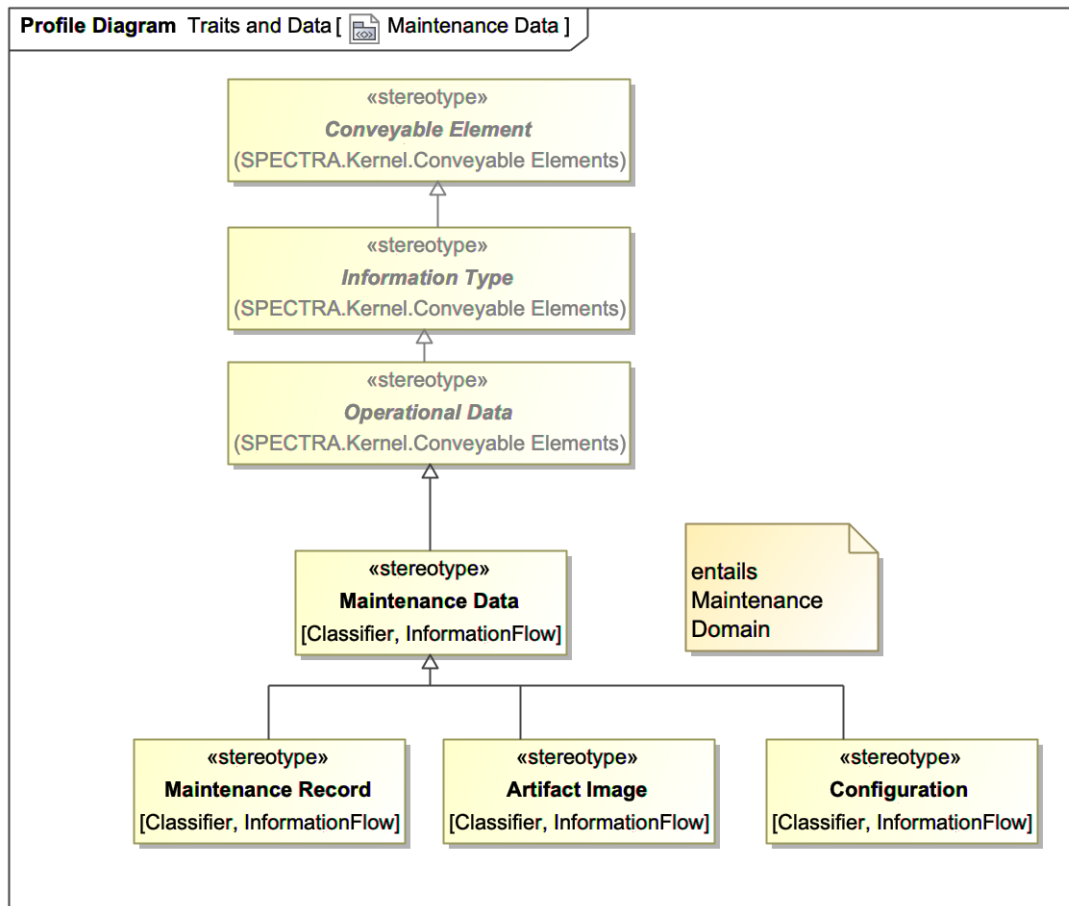 Profile Diagram Traits and Data [ Maintenance Data ]
«stereotype»
Conveyable Element
(SPECTRA.Kernel.Conveyable Elements)
«stereotype»
Information Type
(SPECTRA.Kernel.Conveyable Elements)
«stereotype»
Operational Data
(SPECTRA.Kernel.Conveyable Elements)
«stereotype»
Maintenance Data
[Classifier, InformationFlow]
entails
Maintenance
Domain
«stereotype»
Maintenance Record
[Classifier, InformationFlow]
«stereotype»
Artifact Image
[Classifier, InformationFlow]
«stereotype»
Configuration
[Classifier, InformationFlow]